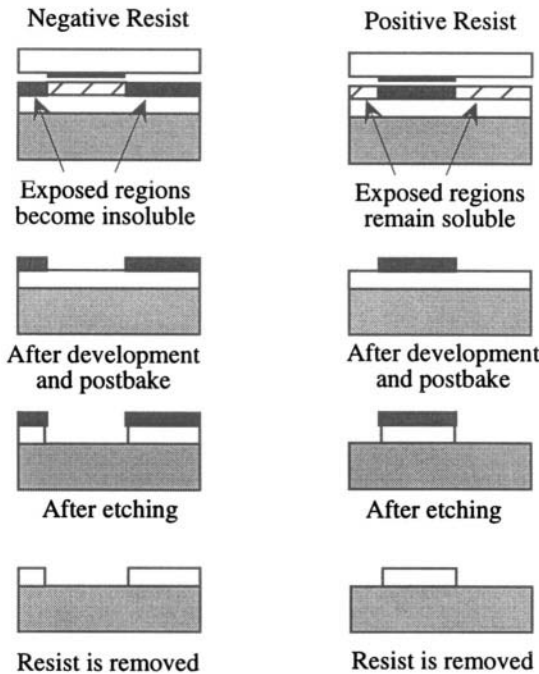 Negative Resist
Positive Resist
Exposed regions
become insoluble
Exposed regions
remain soluble
After development
and postbake
After development
and postbake
After etching
After etching
Resist is removed
Resist is removed